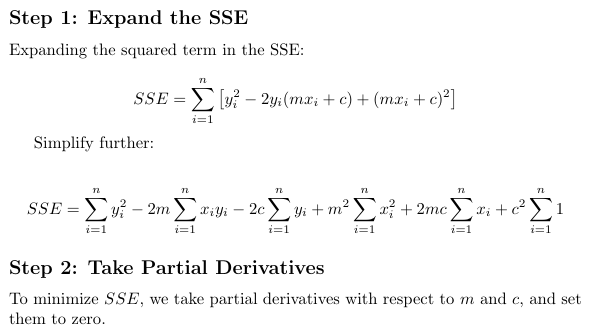 Step 1: Expand the SSE
Expanding the squared term in the SSE:
$SSE = \sum_{i=1}^{n} \left[ y_i^2 - 2y_i(mx_i + c) + (mx_i + c)^2 \right]$
Simplify further:
$SSE = \sum_{i=1}^{n} y_i^2 - 2m \sum_{i=1}^{n} x_i y_i - 2c \sum_{i=1}^{n} y_i + m^2 \sum_{i=1}^{n} x_i^2 + 2mc \sum_{i=1}^{n} x_i + c^2 \sum_{i=1}^{n} 1$
Step 2: Take Partial Derivatives
To minimize $SSE$, we take partial derivatives with respect to $m$ and $c$, and set
them to zero.